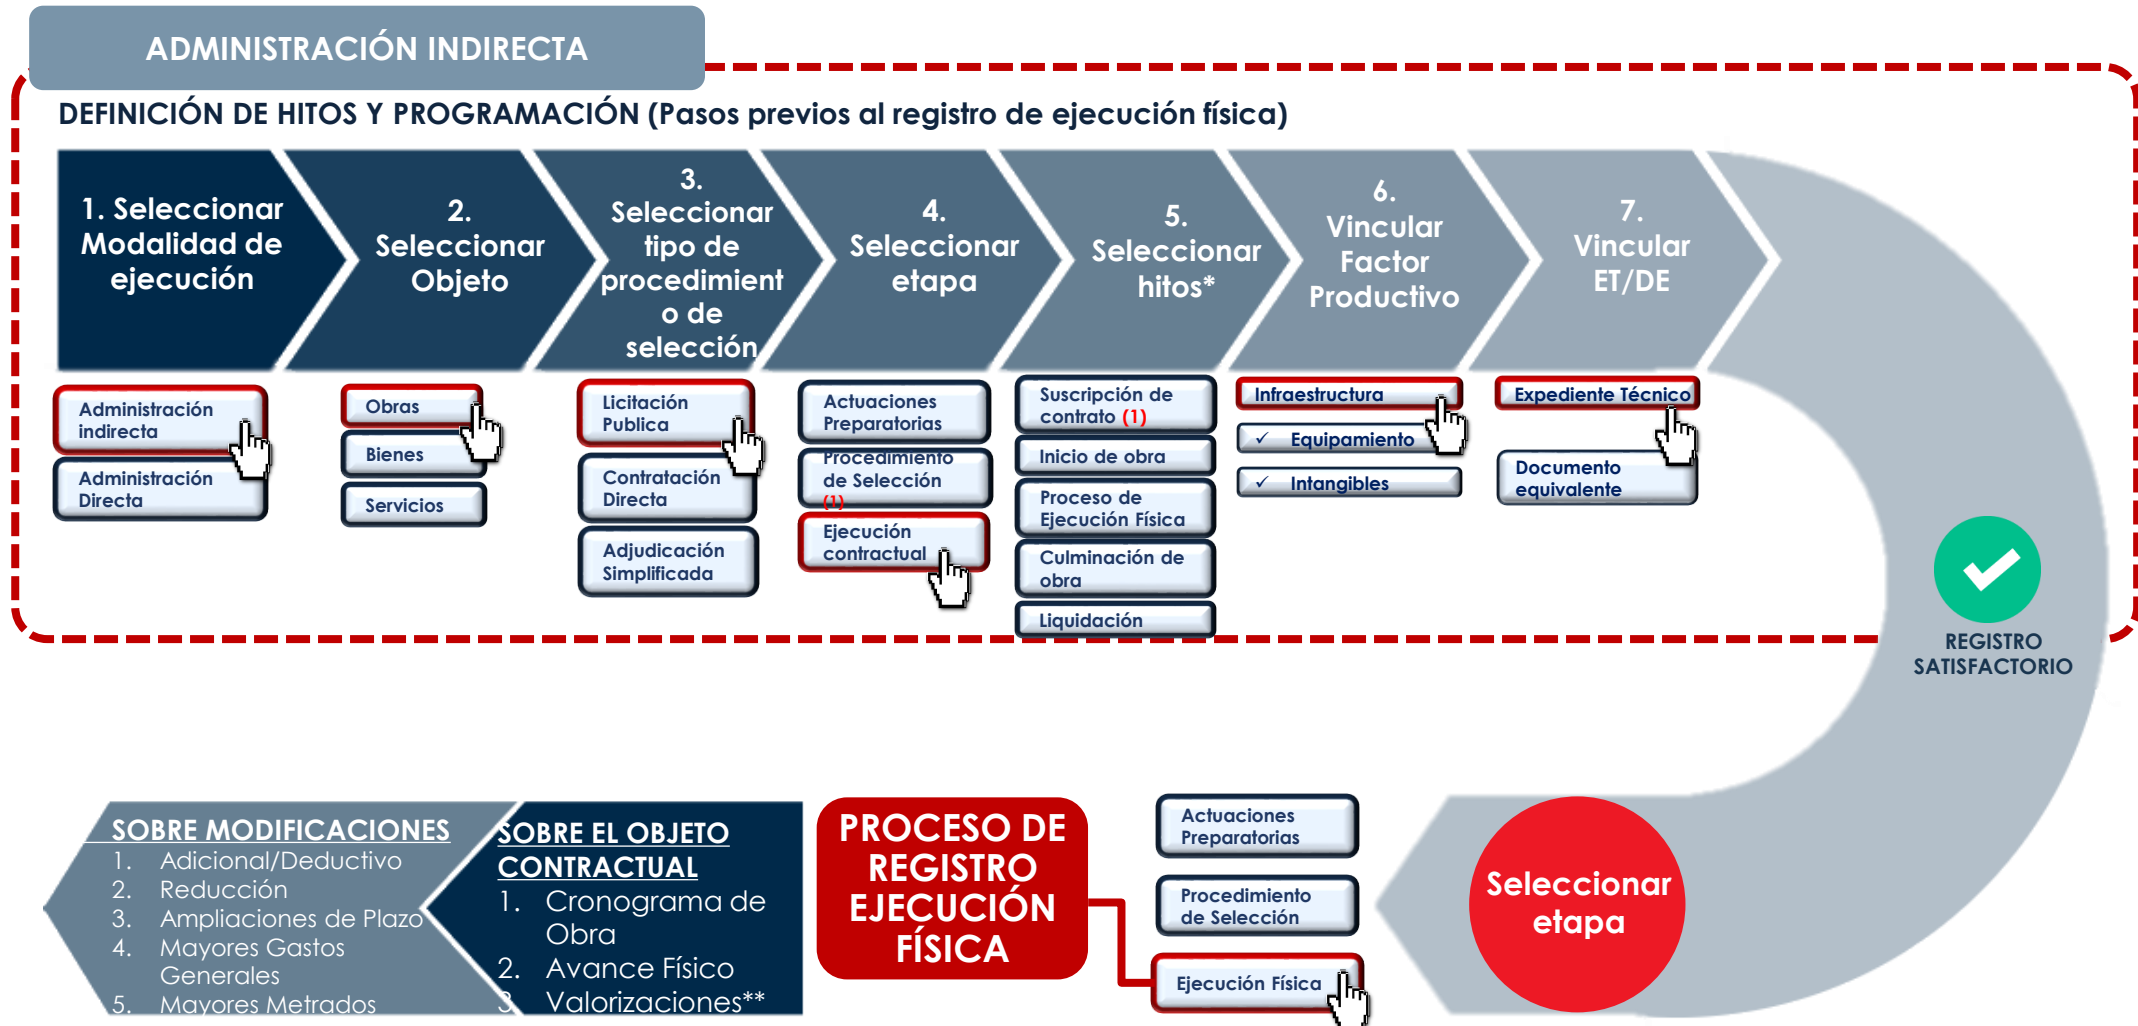 ADMINISTRACIÓN INDIRECTA
DEFINICIÓN DE HITOS Y PROGRAMACIÓN (Pasos previos al registro de ejecución física)
1. Seleccionar
Modalidad de
ejecución
2.
Seleccionar
Objeto
3.
Seleccionar
tipo de
procedimient
o de
selección
4.
Seleccionar
etapa
5.
Seleccionar
hitos*
6.
Vincular
Factor
Productivo
7.
Vincular
ET/DE
Administración
indirecta
Administración
Directa
Obras
Bienes
Servicios
Licitación
Publica
Contratación
Directa
Adjudicación
Simplificada
Actuaciones
Preparatorias
Procedimiento
de Selección
(1)
Ejecución
contractual
Suscripción de
contrato (1)
Inicio de obra
Proceso de
Ejecución Física
Culminación de
obra
Liquidación
Infraestructura
✓ Equipamiento
✓ Intangibles
Expediente Técnico
Documento
equivalente
REGISTRO
SATISFACTORIO
SOBRE MODIFICACIONES
1. Adicional/Deductivo
2. Reducción
3. Ampliaciones de Plazo
4. Mayores Gastos
Generales
5. Mayores Metrados
SOBRE EL OBJETO
CONTRACTUAL
1. Cronograma de
Obra
2. Avance Físico
3. Valorizaciones**
PROCESO DE
REGISTRO
EJECUCIÓN
FÍSICA
Actuaciones
Preparatorias
Procedimiento
de Selección
Ejecución Física
Seleccionar
etapa